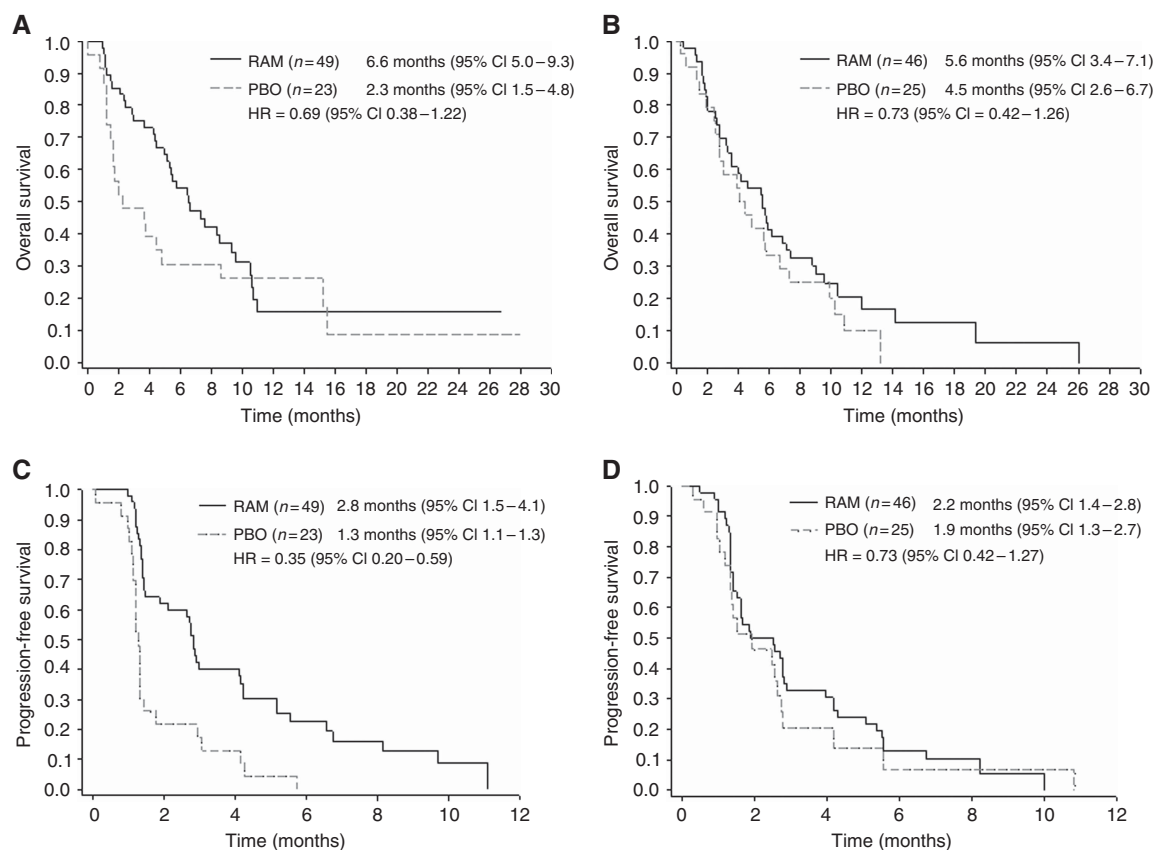 A
RAM (n=49) 6.6 months (95% CI 5.0–9.3)
PBO (n=23) 2.3 months (95% CI 1.5–4.8)
HR = 0.69 (95% CI 0.38–1.22)
Overall survival
1.0
0.9
0.8
0.7
0.6
0.5
0.4
0.3
0.2
0.1
0.0
0 2 4 6 8 10 12 14 16 18 20 22 24 26 28 30
Time (months)
B
RAM (n=46) 5.6 months (95% CI 3.4–7.1)
PBO (n=25) 4.5 months (95% CI 2.6–6.7)
HR = 0.73 (95% CI = 0.42–1.26)
Overall survival
1.0
0.9
0.8
0.7
0.6
0.5
0.4
0.3
0.2
0.1
0.0
0 2 4 6 8 10 14 16 19 20 22 24 26 28 30
Time (months)
C
RAM (n=49) 2.8 months (95% CI 1.5–4.1)
PBO (n=23) 1.3 months (95% CI 1.1–1.3)
HR = 0.35 (95% CI 0.20–0.59)
Progression-free survival
1.0
0.9
0.8
0.7
0.6
0.5
0.4
0.3
0.2
0.1
0.0
0 2 4 6 8 10 12
Time (months)
D
RAM (n=46) 2.2 months (95% CI 1.4–2.8)
PBO (n=25) 1.9 months (95% CI 1.3–2.7)
HR = 0.73 (95% CI 0.42–1.27)
Progression-free survival
1.0
0.9
0.8
0.7
0.6
0.5
0.4
0.3
0.2
0.1
0.0
0 2 4 6 8 10 12
Time (months)